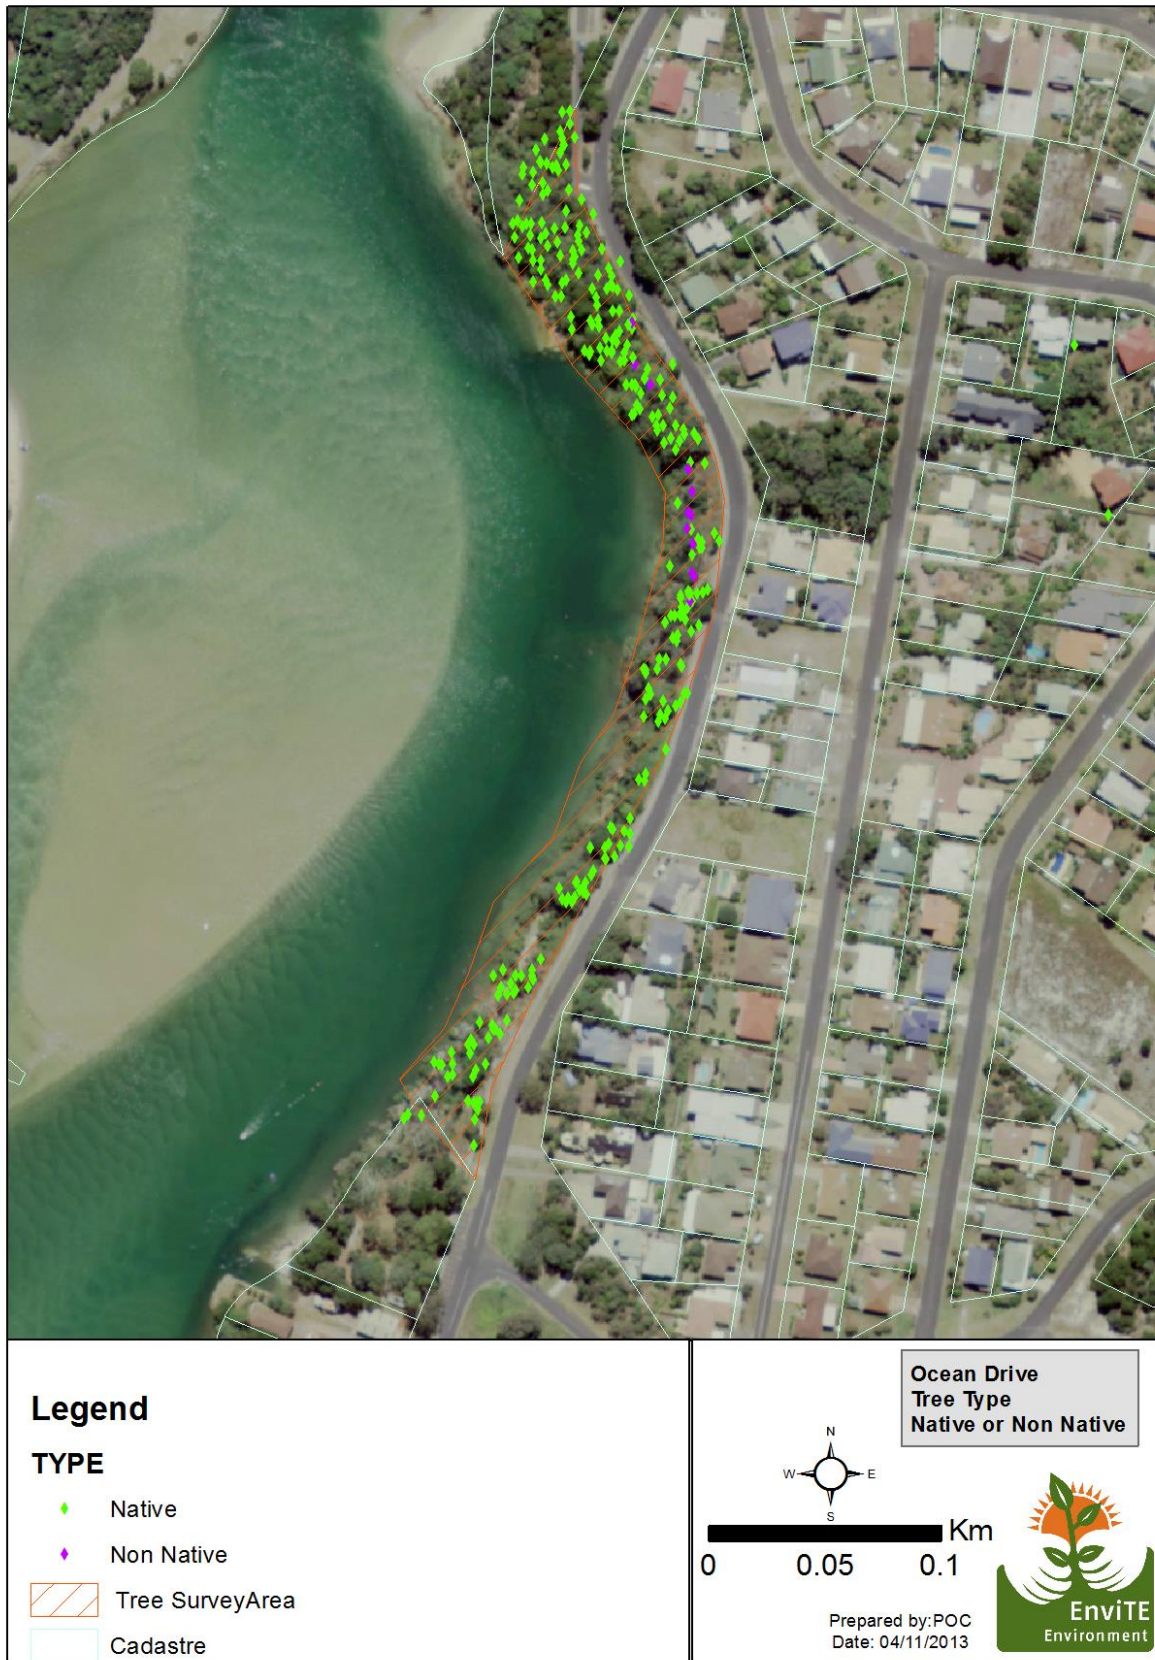 Legend
TYPE
Native
Non Native
Tree SurveyArea
Cadastre
Ocean Drive
Tree Type
Native or Non Native
N
W E
S
Km
0 0.05 0.1
Prepared by:POC
Date: 04/11/2013
EnviTE
Environment